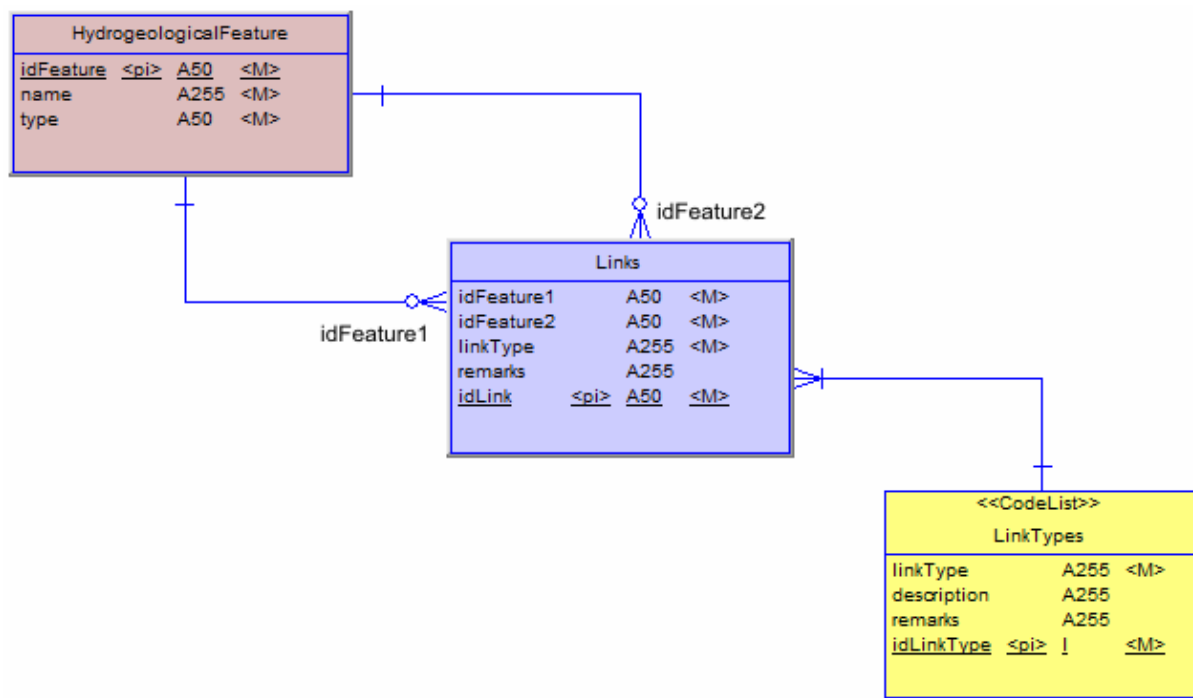 HydrogeologicalFeature
idFeature <pi> A50 <M>
name A255 <M>
type A50 <M>
idFeature2
Links
idFeature1 A50 <M>
idFeature2 A50 <M>
linkType A255 <M>
remarks A255
idLink <pi> A50 <M>
idFeature1
<<CodeList>>
LinkTypes
linkType A255 <M>
description A255
remarks A255
idLinkType <pi> I <M>